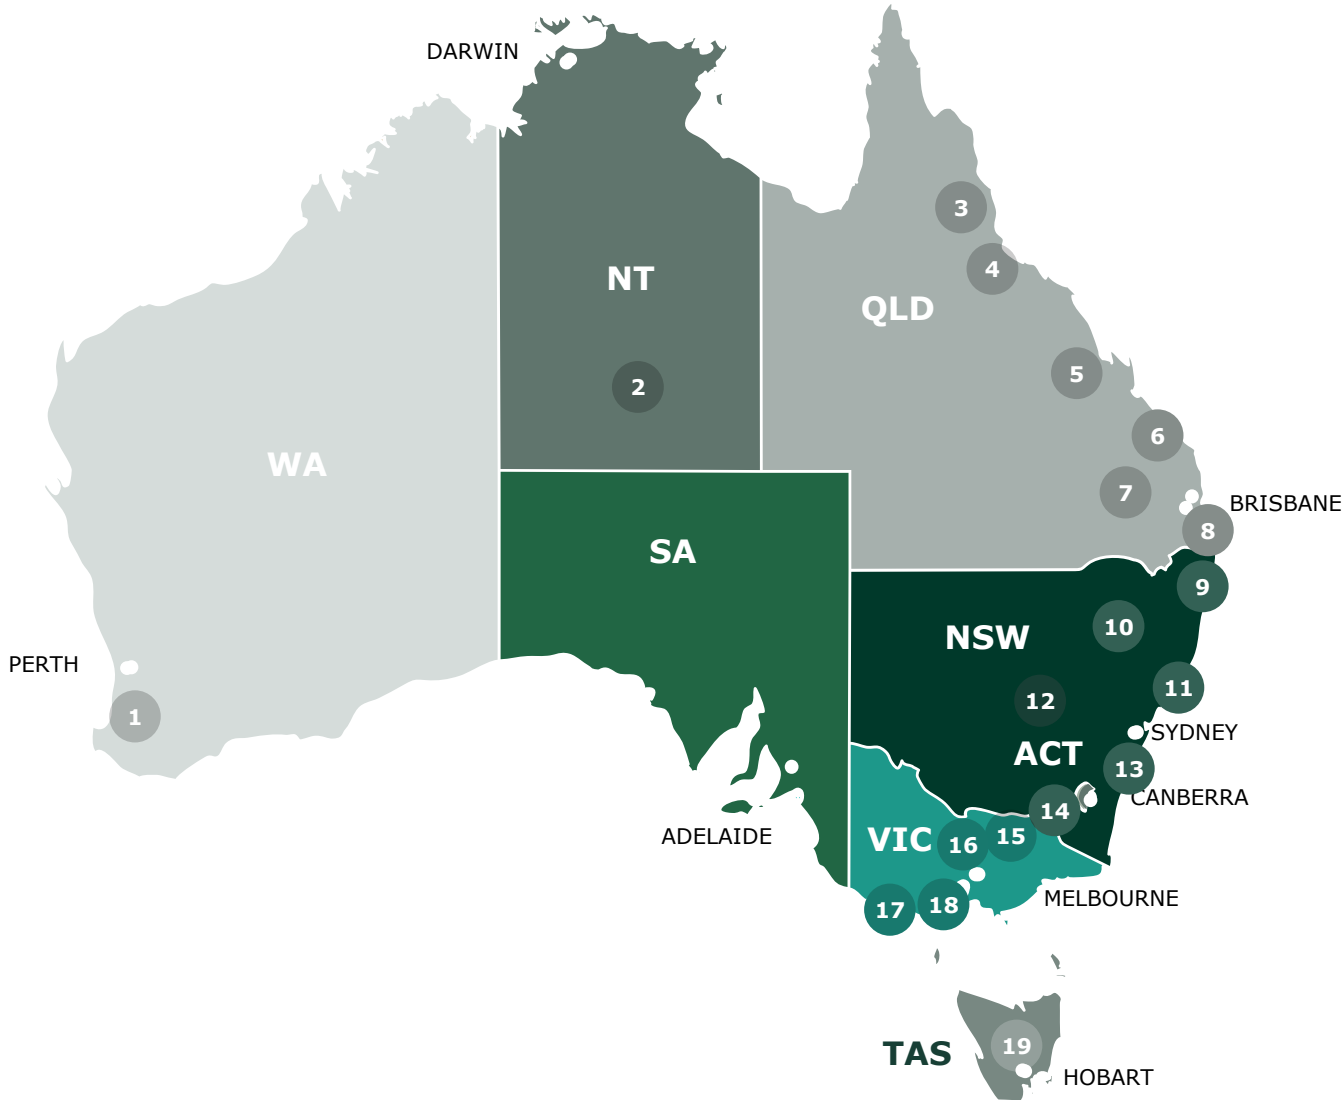 DARWIN
3
4
NT
QLD
2
5
6
WA
7
BRISBANE
8
SA
9
10
NSW
PERTH
11
12
1
SYDNEY
ACT
13
CANBERRA
14
ADELAIDE
VIC
16
15
MELBOURNE
17
18
19
TAS
HOBART